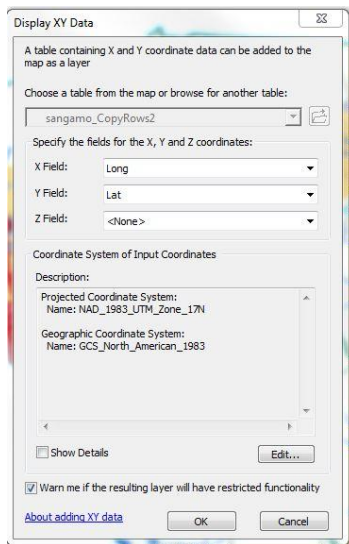 Display XY Data
A table containing X and Y coordinate data can be added to the
map as a layer
Choose a table from the map or browse for another table:
sangamo_CopyRows2
Specify the fields for the X, Y and Z coordinates:
X Field: Long
Y Field: Lat
Z Field: <None>
Coordinate System of Input Coordinates
Description:
Projected Coordinate System:
Name: NAD_1983_UTM_Zone_17N
Geographic Coordinate System:
Name: GCS_North_American_1983
Show Details Edit...
Warn me if the resulting layer will have restricted functionality
About adding XY data OK Cancel